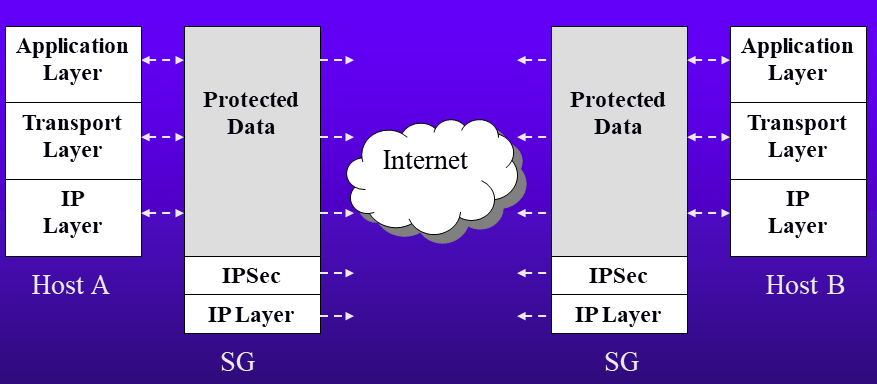 Application
Layer
Transport
Layer
IP
Layer
Host A
Protected
Data
IPSec
IP Layer
SG
Internet
Protected
Data
IPSec
IP Layer
SG
Application
Layer
Transport
Layer
IP
Layer
Host B